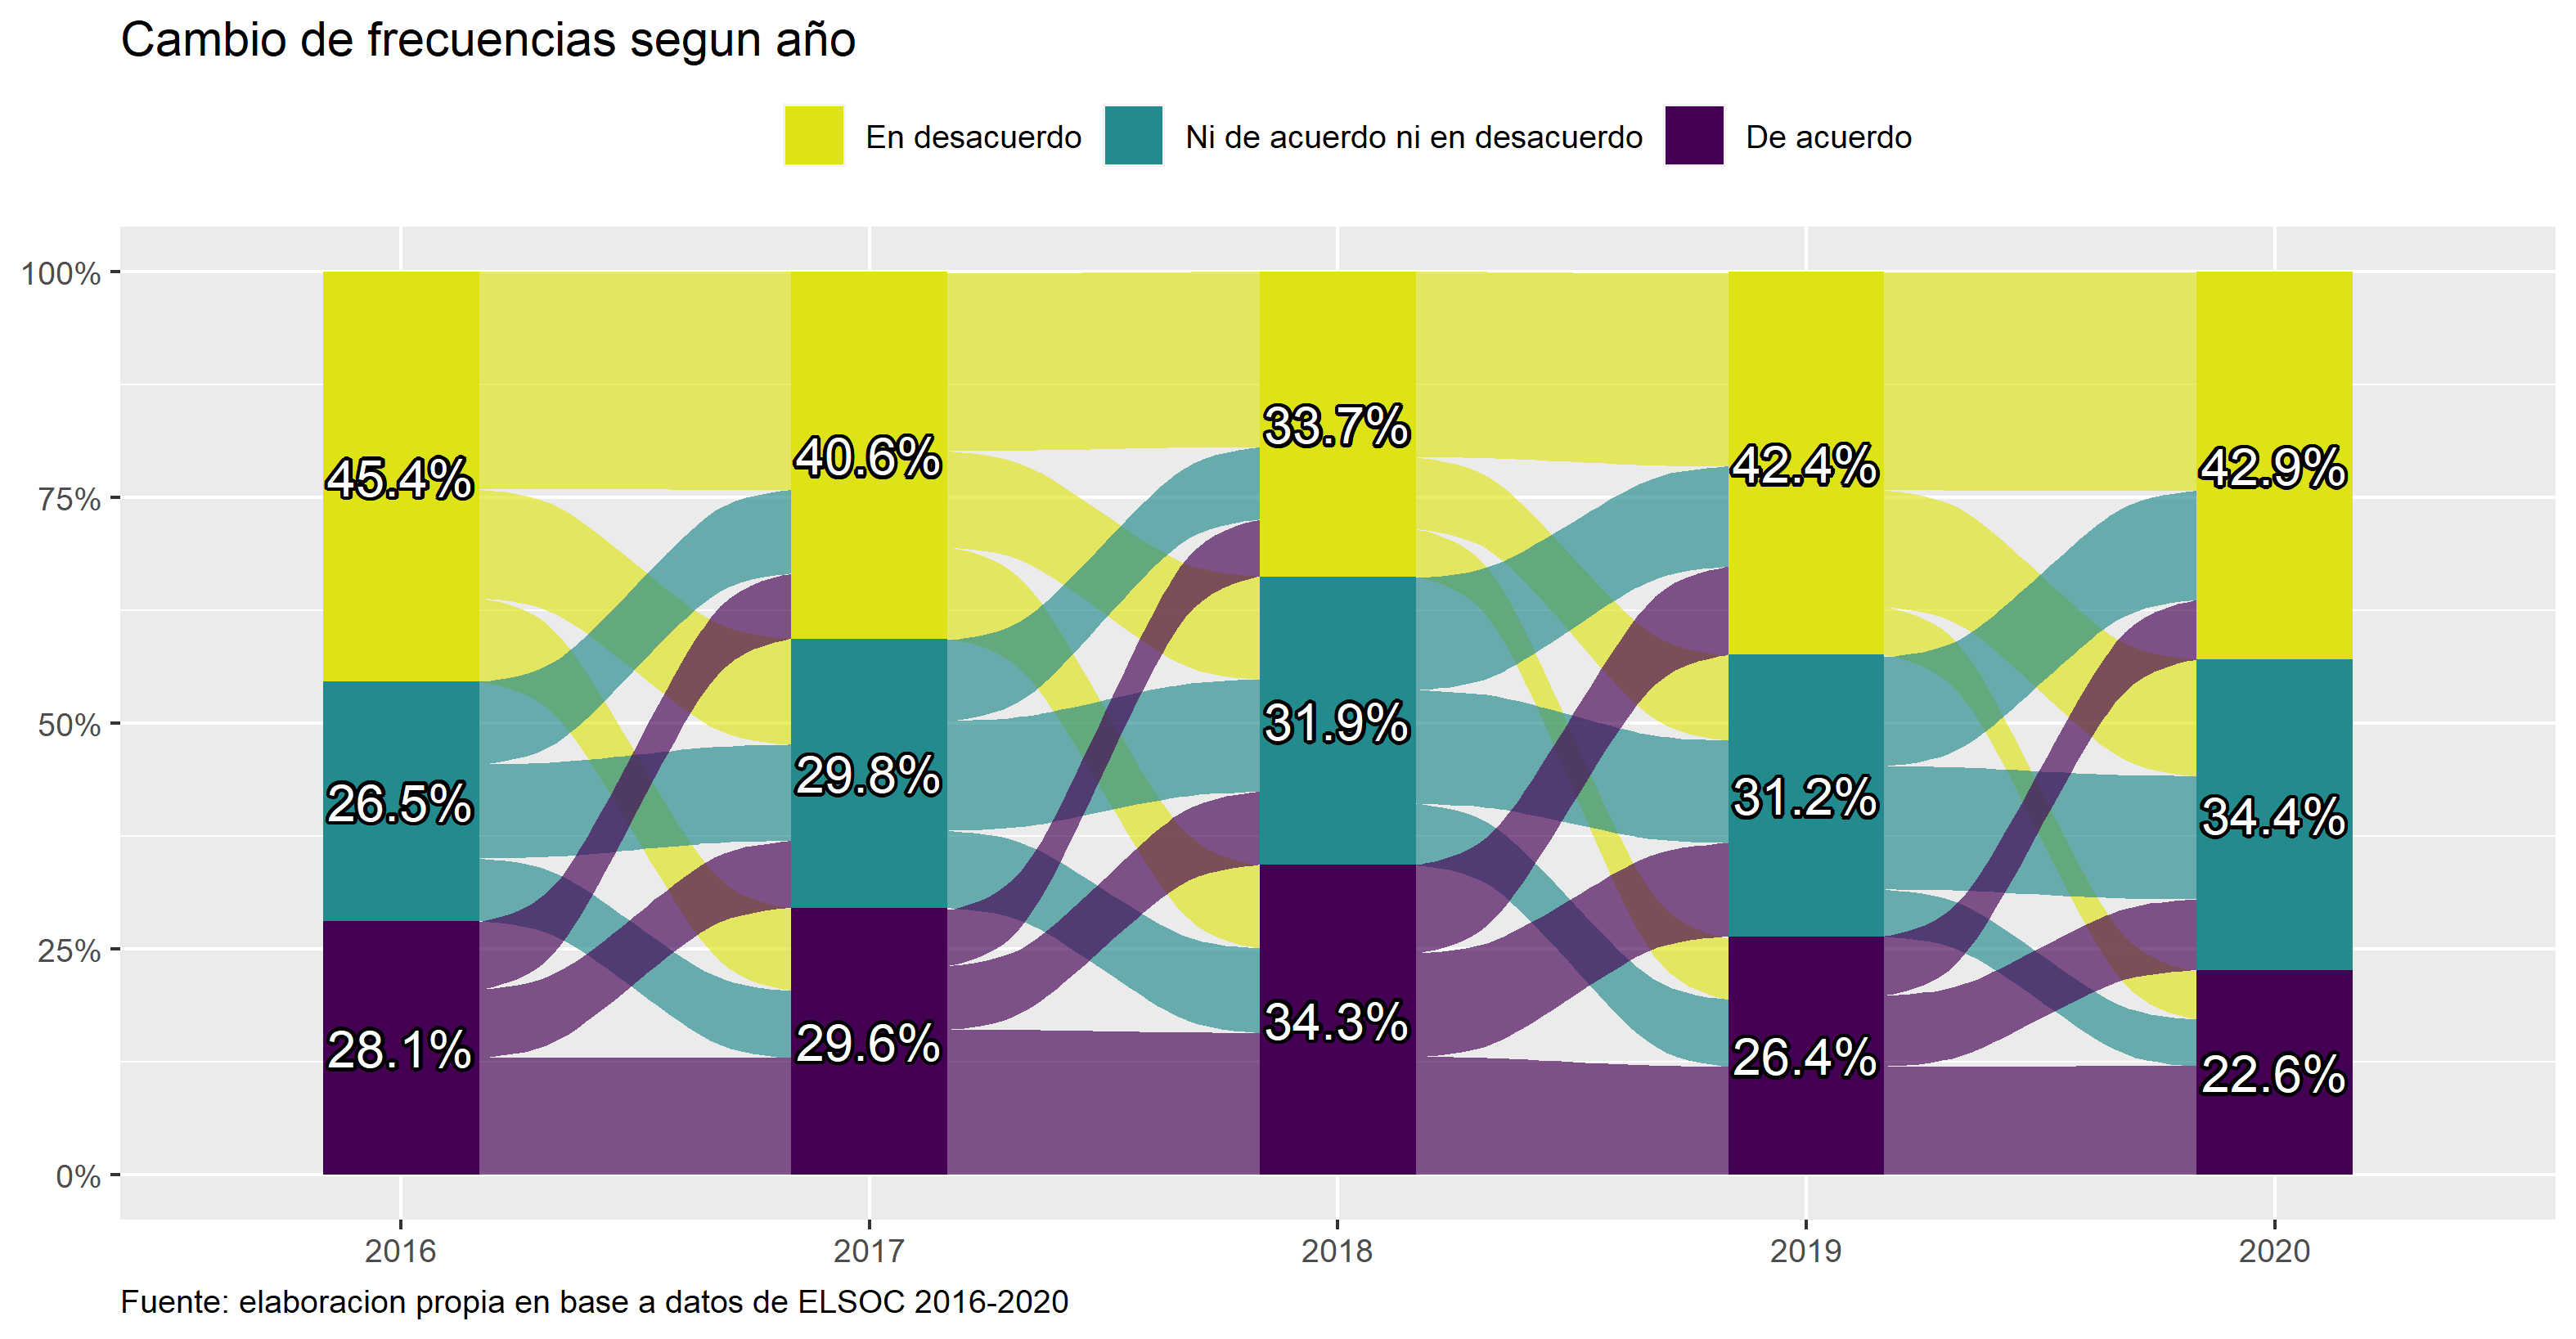 Cambio de frecuencias segun año
En desacuerdo Ni de acuerdo ni en desacuerdo De acuerdo
100%
75%
50%
25%
0%
45.4% 40.6% 33.7% 42.4% 42.9%
26.5% 29.8% 31.9% 31.2% 34.4%
28.1% 29.6% 34.3% 26.4% 22.6%
2016 2017 2018 2019 2020
Fuente: elaboracion propia en base a datos de ELSOC 2016-2020